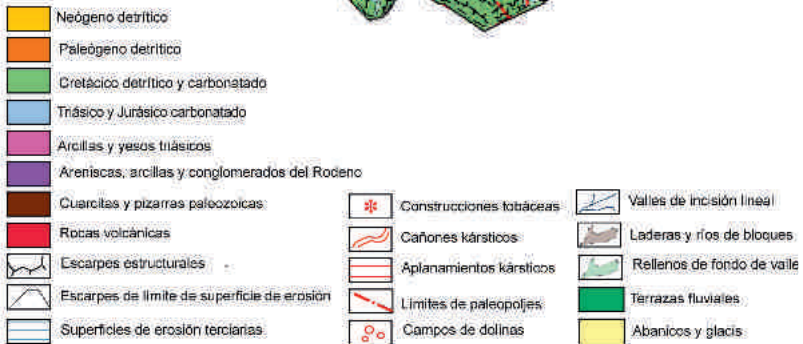 Neógeno detrítico
Paleógeno detrítico
Cretácico detrítico y carbonatado
Triásico y Jurásico carbonatado
Arcillas y yesos triásicos
Areniscas, arcillas y conglomerados del Rodeno
Cuarcitas y pizarras paleozoicas
Rocas volcánicas
Escarpes estructurales
Escarpes de límite de superficie de erosión
Superficies de erosión terciarias
Construcciones tobáceas
Cañones kársticos
Aplanamientos kársticos
Límites de paleopoljes
Campos de dolinas
Valles de incisión lineal
Laderas y ríos de bloques
Rellenos de fondo de valle
Terrazas fluviales
Abanicos y glacis